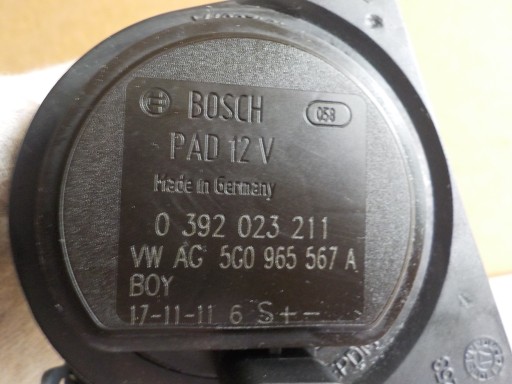 BOSCH 058
PAD 12 V
Made in Germany
0 392 023 211
VW AG 5G0 965 567 A
BOY
17-11-11 6 S + -